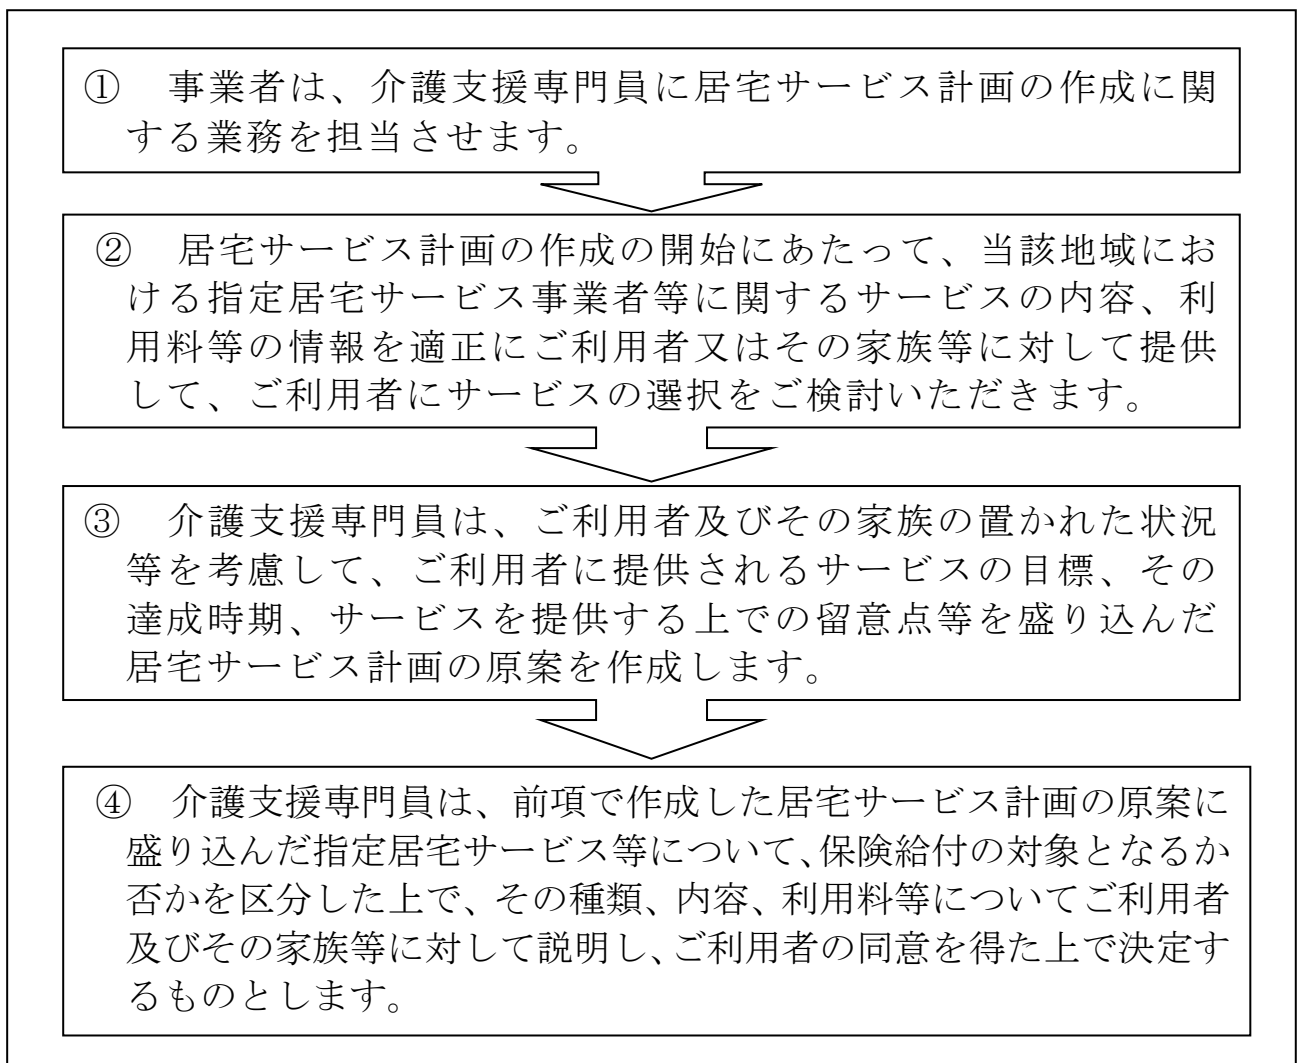 ① 事業者は、介護支援専門員に居宅サービス計画の作成に関
する業務を担当させます。
② 居宅サービス計画の作成の開始にあたって、当該地域にお
ける指定居宅サービス事業者等に関するサービスの内容、利
用料等の情報を適正にご利用者又はその家族等に対して提供
して、ご利用者にサービスの選択をご検討いただきます。
③ 介護支援専門員は、ご利用者及びその家族の置かれた状況
等を考慮して、ご利用者に提供されるサービスの目標、その
達成時期、サービスを提供する上での留意点等を盛り込んだ
居宅サービス計画の原案を作成します。
④ 介護支援専門員は、前項で作成した居宅サービス計画の原案に
盛り込んだ指定居宅サービス等について、保険給付の対象となるか
否かを区分した上で、その種類、内容、利用料等についてご利用者
及びその家族等に対して説明し、ご利用者の同意を得た上で決定す
るものとします。